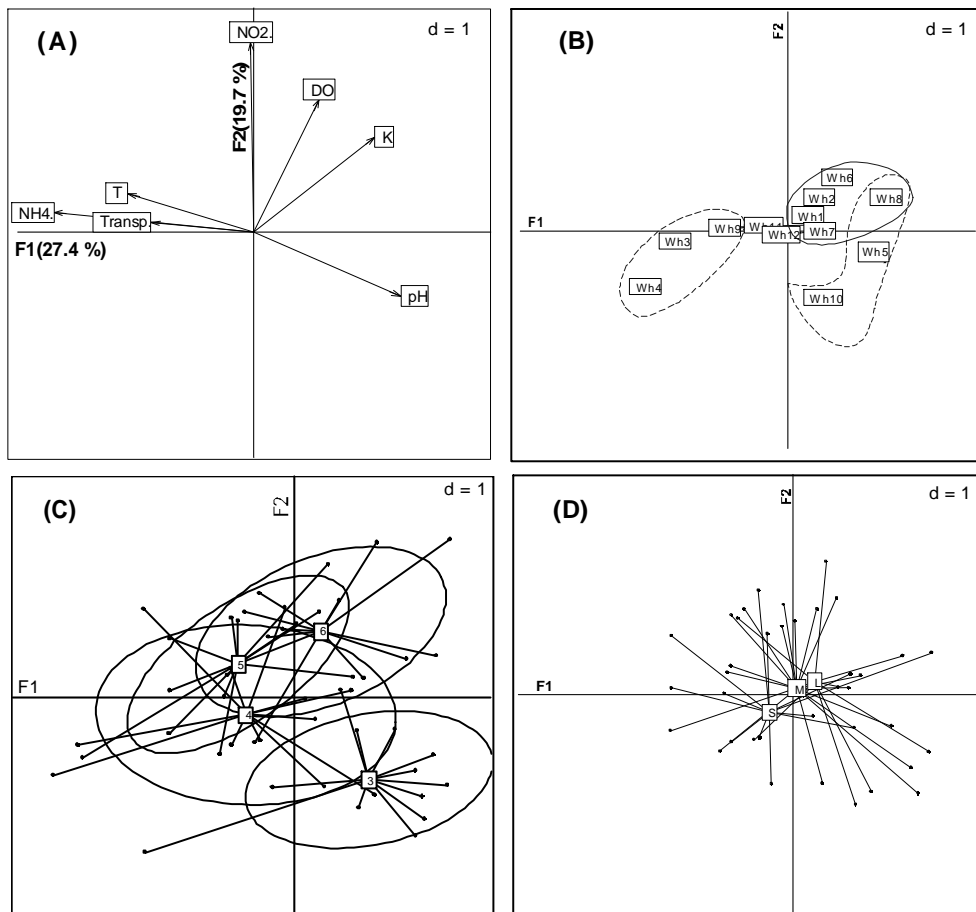 (A)
d = 1
NO2.
DO
F2(19.7 %)
K
T
NH4.
Transp.
F1(27.4 %)
pH
(B)
F2
d = 1
Wh6
Wh2
Wh8
Wh1
F1
Wh9
Wh12
Wh7
Wh3
Wh5
Wh4
Wh10
(C)
F2
d = 1
6
5
F1
4
3
(D)
F2
d = 1
F1
M
L
S